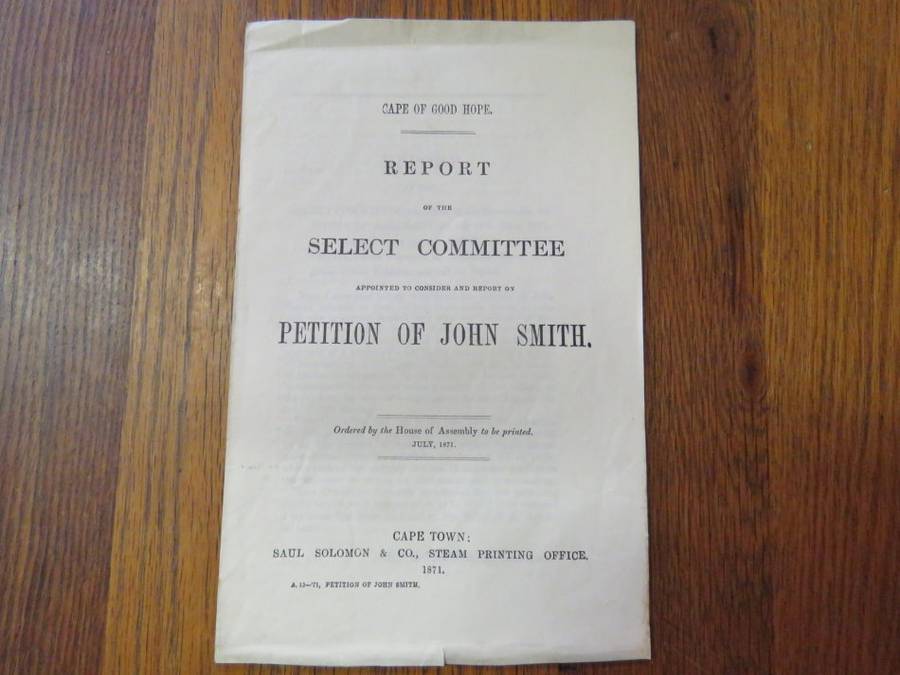 CAPE OF GOOD HOPE.
REPORT
OF THE
SELECT COMMITTEE
APPOINTED TO CONSIDER AND REPORT ON
PETITION OF JOHN SMITH.
Ordered by the House of Assembly to be printed.
JULY, 1871.
CAPE TOWN:
SAUL SOLOMON & CO., STEAM PRINTING OFFICE.
1871.
A. 13—'71, PETITION OF JOHN SMITH.